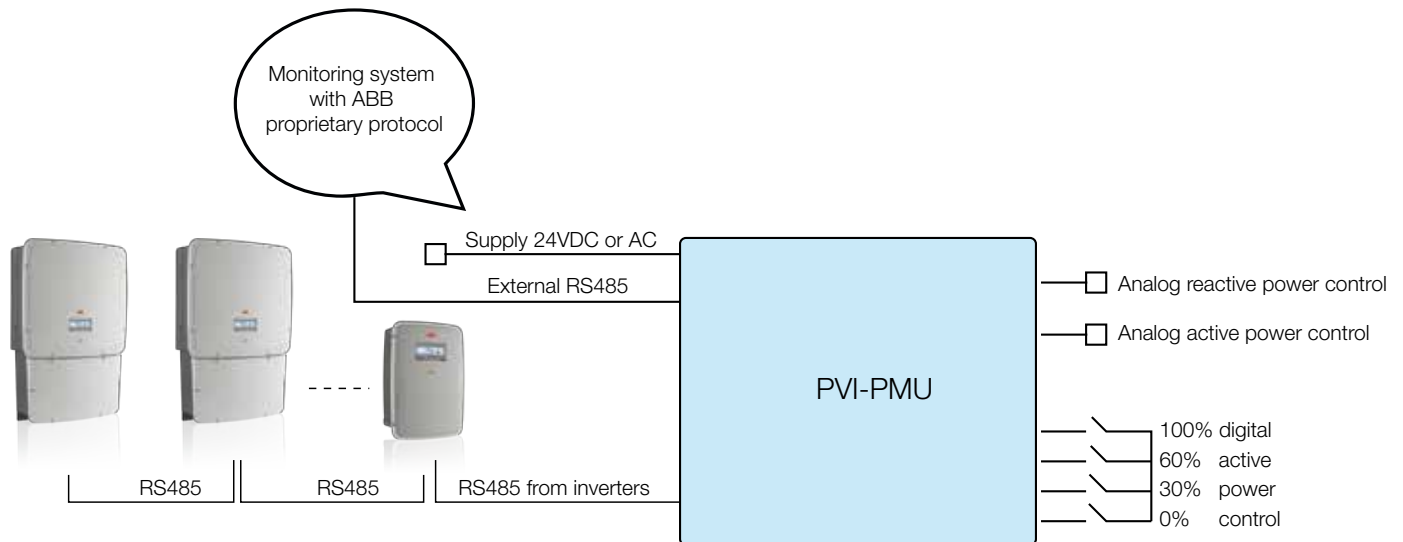 Monitoring system
with ABB
proprietary protocol
Supply 24VDC or AC
External RS485
Analog reactive power control
Analog active power control
PVI-PMU
100% digital
60% active
30% power
0% control
RS485
RS485
RS485 from inverters